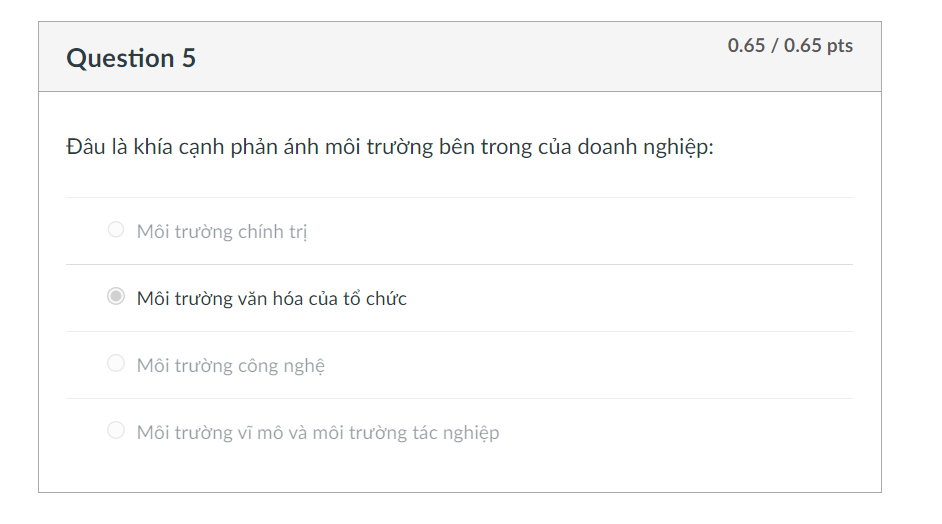 Question 5
0.65 / 0.65 pts
Đâu là khía cạnh phản ánh môi trường bên trong của doanh nghiệp:
Môi trường chính trị
Môi trường văn hóa của tổ chức
Môi trường công nghệ
Môi trường vĩ mô và môi trường tác nghiệp